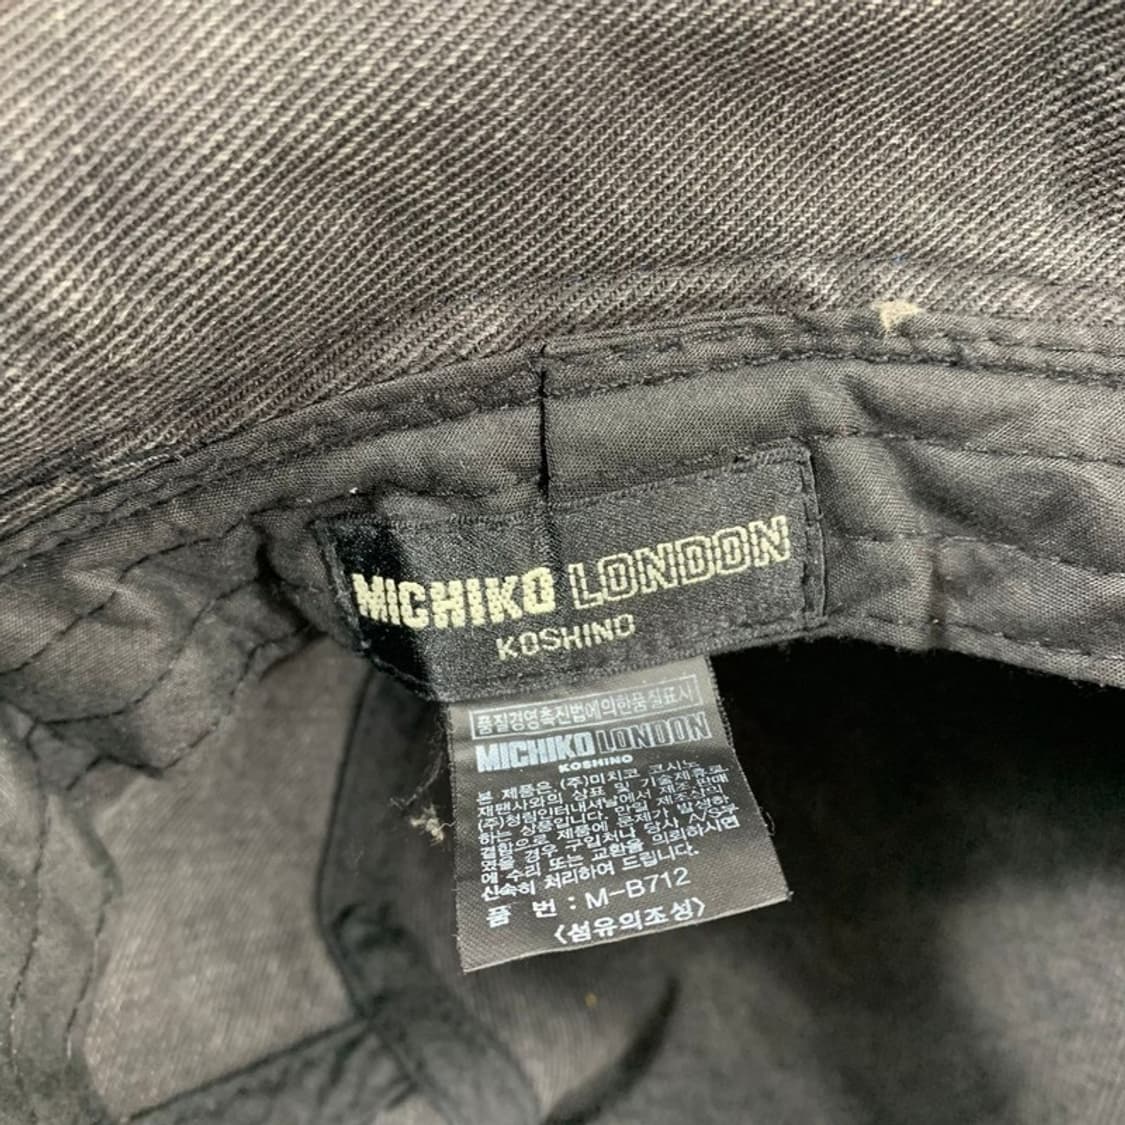 MICHIKO LONDON
KOSHINO
품질경영촉진법에의한품질표시
MICHIKO LONDON
KOSHINO
본 제품은 (주)미치코 코시노
재팬사와의 상표 및 기술제휴로
(주)청림인터내셔날에서 제조 판매
하는 상품입니다. 만일 제조상의
결함으로 제품에 문제가 발생하
였을 경우 구입처나 당사 A/S부
에 수리 또는 교환을 의뢰하시면
신속히 처리하여 드립니다.
품 번 : M-B712
<섬유의조성>